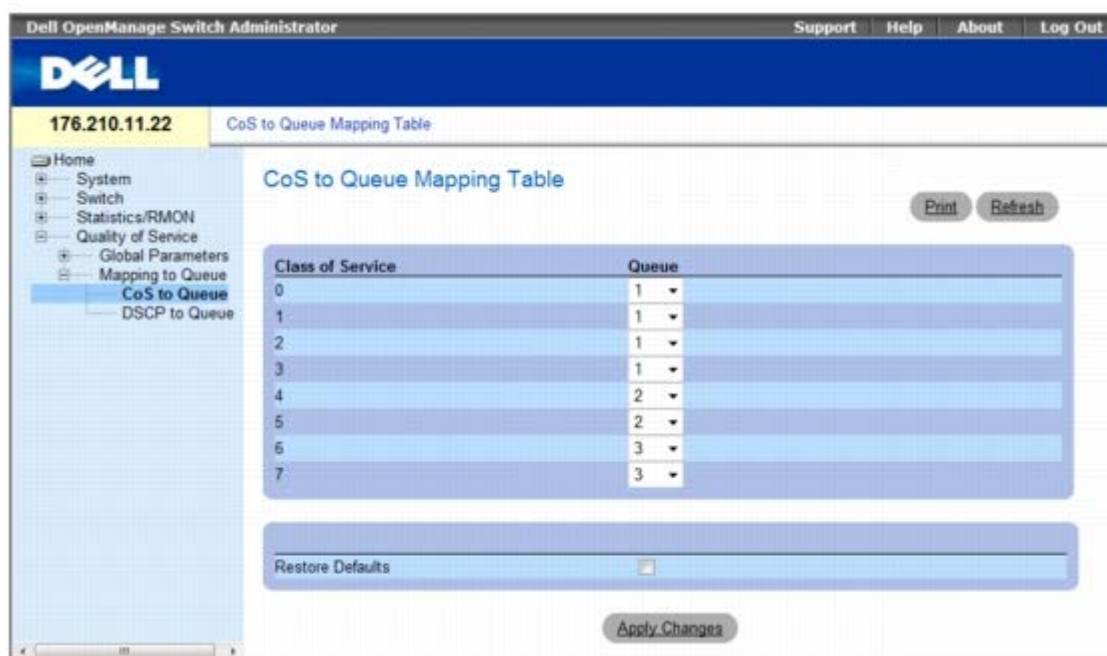 Dell OpenManage Switch Administrator Support Help About Log Out
DELL
176.210.11.22 CoS to Queue Mapping Table
Home
System
Switch
Statistics/RMON
Quality of Service
Global Parameters
Mapping to Queue
CoS to Queue
DSCP to Queue
CoS to Queue Mapping Table
Print Refresh
Class of Service Queue
0 1
1 1
2 1
3 1
4 2
5 2
6 3
7 3
Restore Defaults
Apply Changes